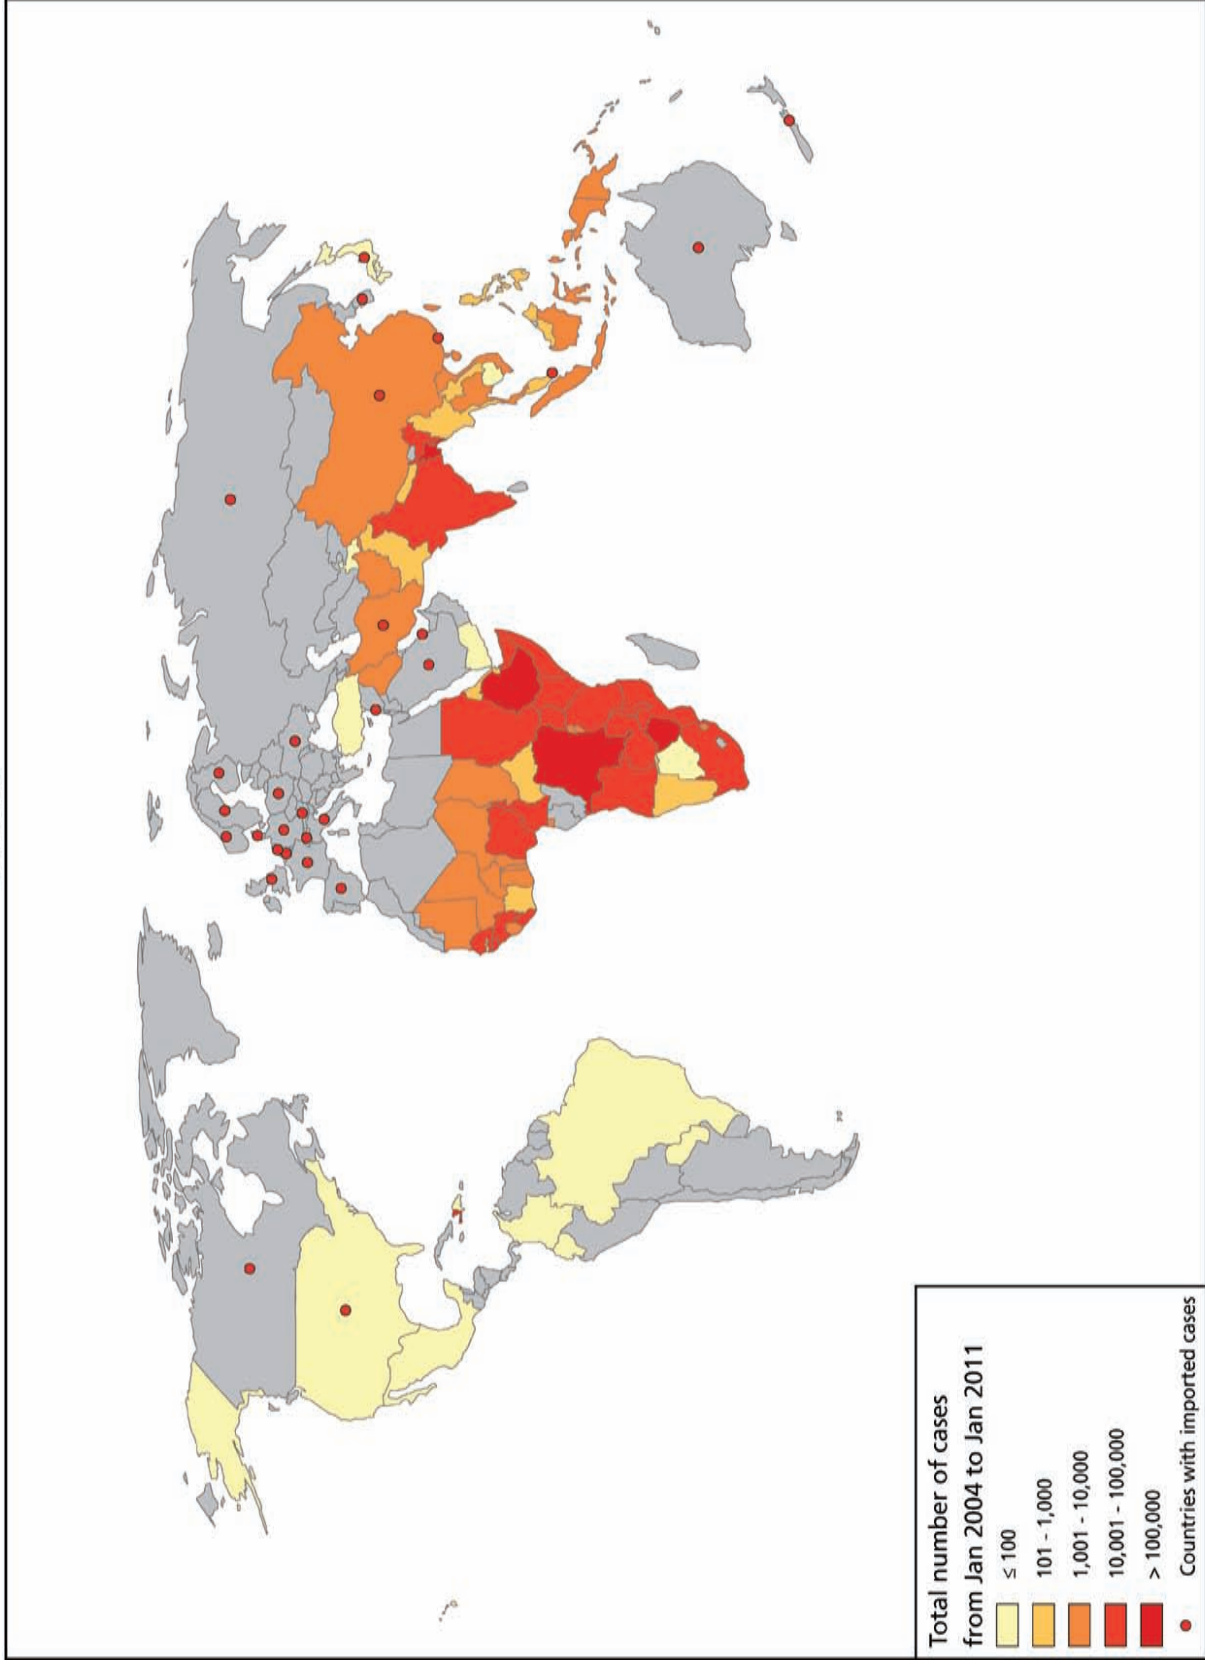 Total number of cases
from Jan 2004 to Jan 2011
≤ 100
101 - 1,000
1,001 - 10,000
10,001 - 100,000
> 100,000
Countries with imported cases